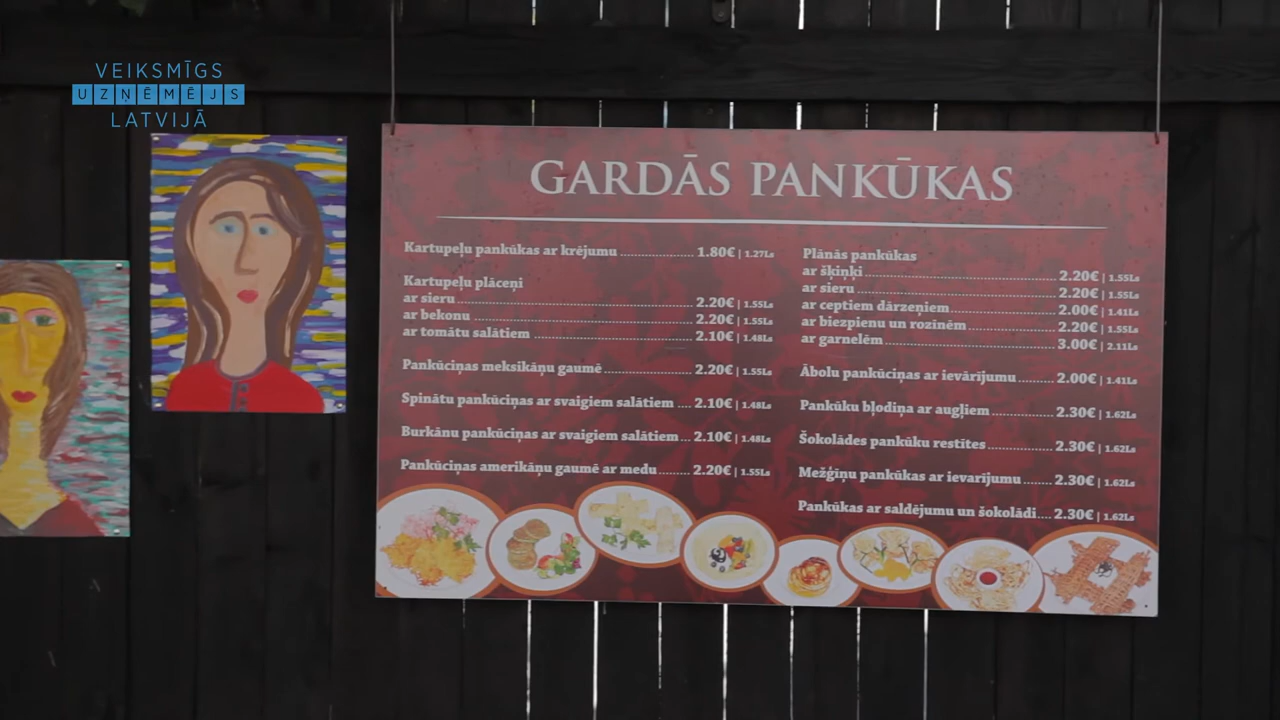 VEIKSMĪGS
UZŅĒMĒJS
LATVIJĀ
GARDĀS PANKŪKAS
Kartupeļu pankūkas ar krējumu ........................ 1.80€ | 1.27Ls
Kartupeļu plāceņi
ar sieru ........................ 2.20€ | 1.55Ls
ar bekonu ........................ 2.20€ | 1.55Ls
ar tomātu salātiem ........................ 2.10€ | 1.48Ls
Pankūciņas meksikāņu gaumē ........................ 2.20€ | 1.55Ls
Spinātu pankūciņas ar svaigiem salātiem .... 2.10€ | 1.48Ls
Burkānu pankūciņas ar svaigiem salātiem ... 2.10€ | 1.48Ls
Pankūciņas amerikāņu gaumē ar medu ........ 2.20€ | 1.55Ls
Plānās pankūkas
ar šķiņķi ........................ 2.20€ | 1.55Ls
ar sieru ........................ 2.20€ | 1.55Ls
ar ceptiem dārzeņiem ........................ 2.00€ | 1.41Ls
ar biezpienu un rozīnēm ........................ 2.20€ | 1.55Ls
ar garnelēm ........................ 3.00€ | 2.11Ls
Ābolu pankūciņas ar ievārījumu ........ 2.00€ | 1.41Ls
Pankūku bļodiņa ar augļiem ................ 2.30€ | 1.62Ls
Šokolādes pankūku restītes ................ 2.30€ | 1.62Ls
Mežģīņu pankūkas ar ievarījumu ....... 2.30€ | 1.62Ls
Pankūkas ar saldējumu un šokolādi .... 2.30€ | 1.62Ls